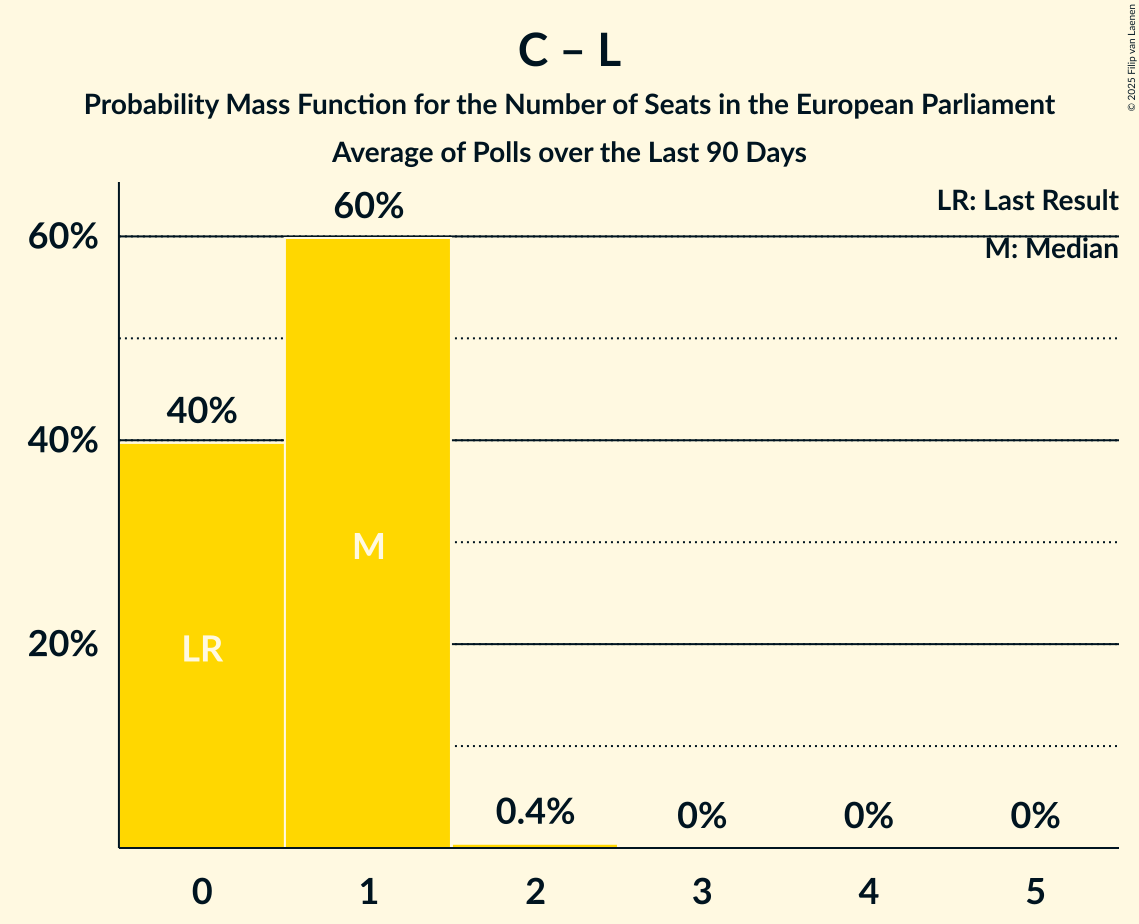 C – L
Probability Mass Function for the Number of Seats in the European Parliament
Average of Polls over the Last 90 Days
© 2025 Filip van Laenen
LR: Last Result
M: Median
60%
40%
20%
40%
60%
0.4%
0%
0%
0%
LR
M
0
1
2
3
4
5